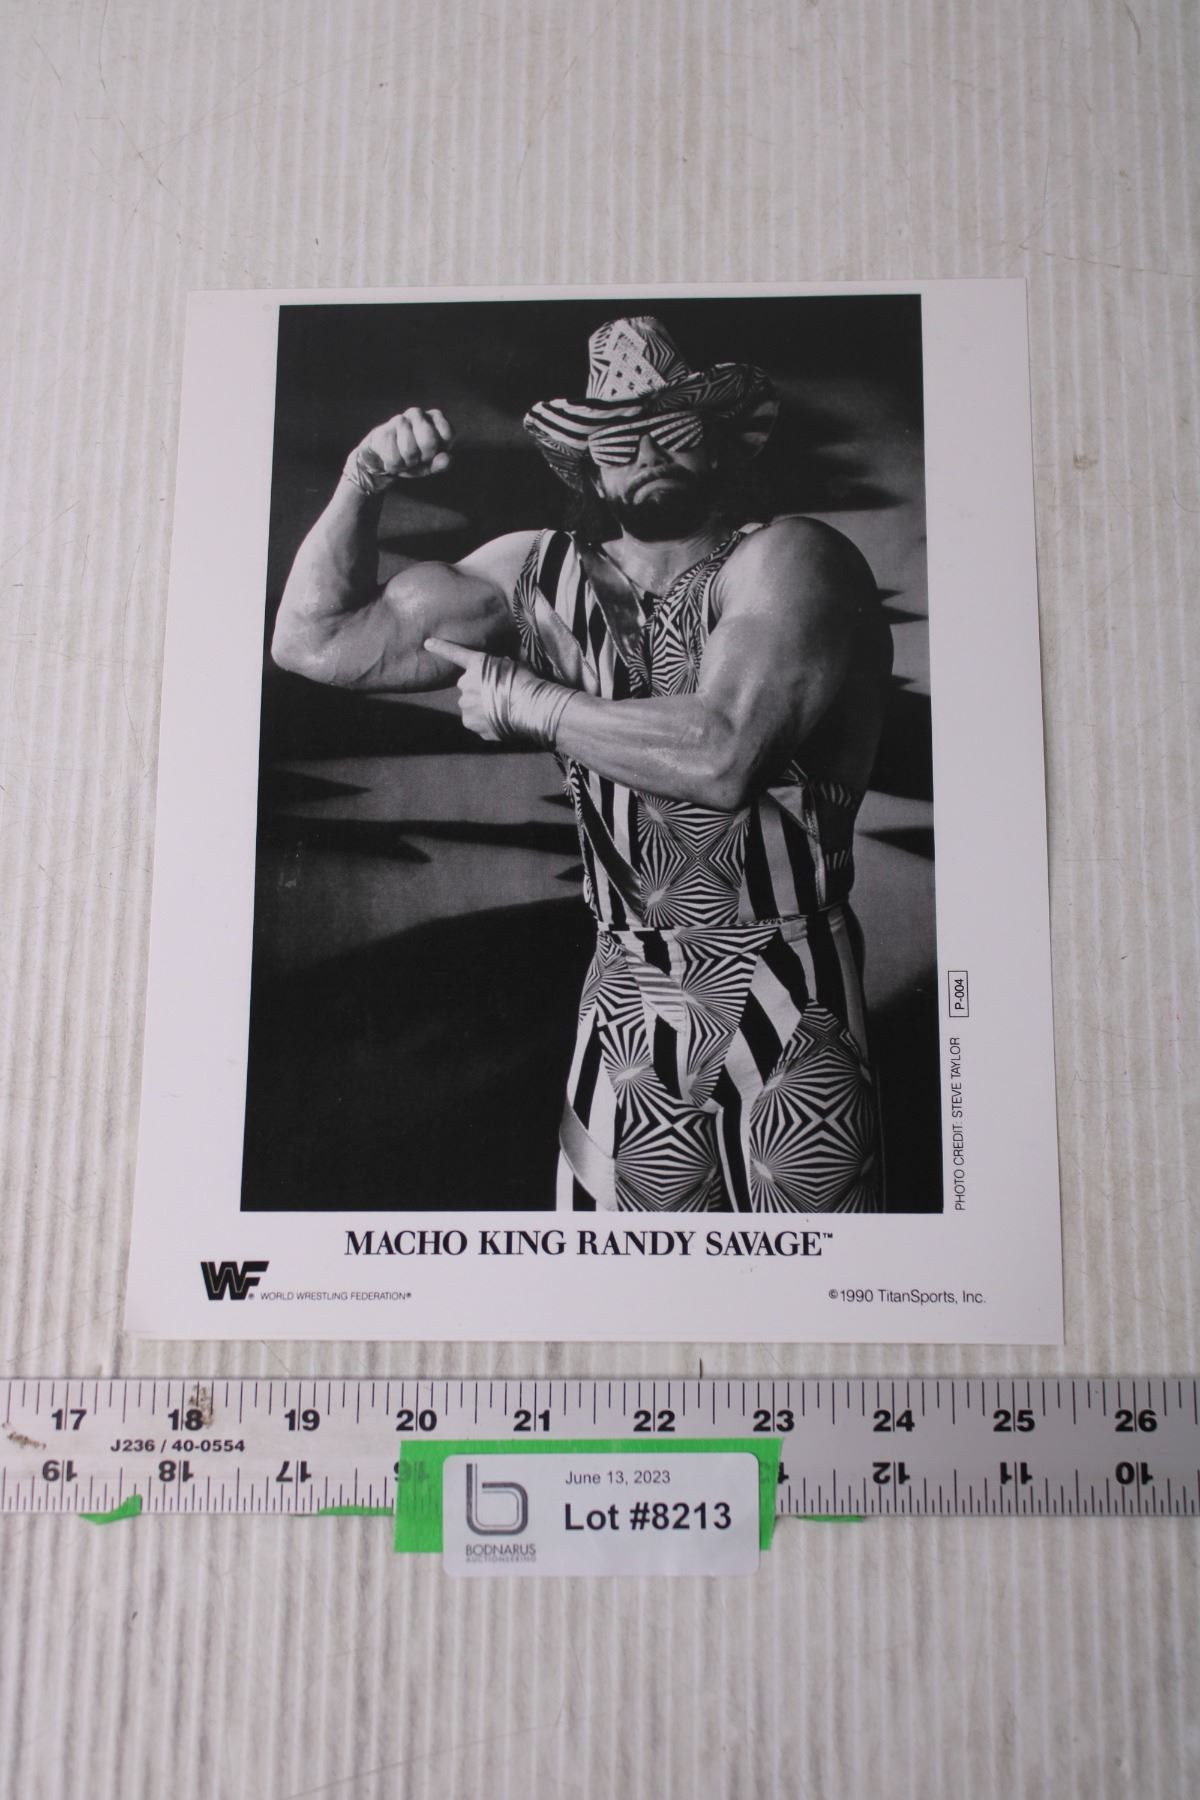 P-004
PHOTO CREDIT: STEVE TAYLOR
MACHO KING RANDY SAVAGE™
WF® WORLD WRESTLING FEDERATION®
©1990 TitanSports, Inc.
17 18 19 20 21 22 23 24 25 26
J236 / 40-0554
19 18 17 16 12 11 10
June 13, 2023
Lot #8213
BODNARUS
AUCTIONEERING